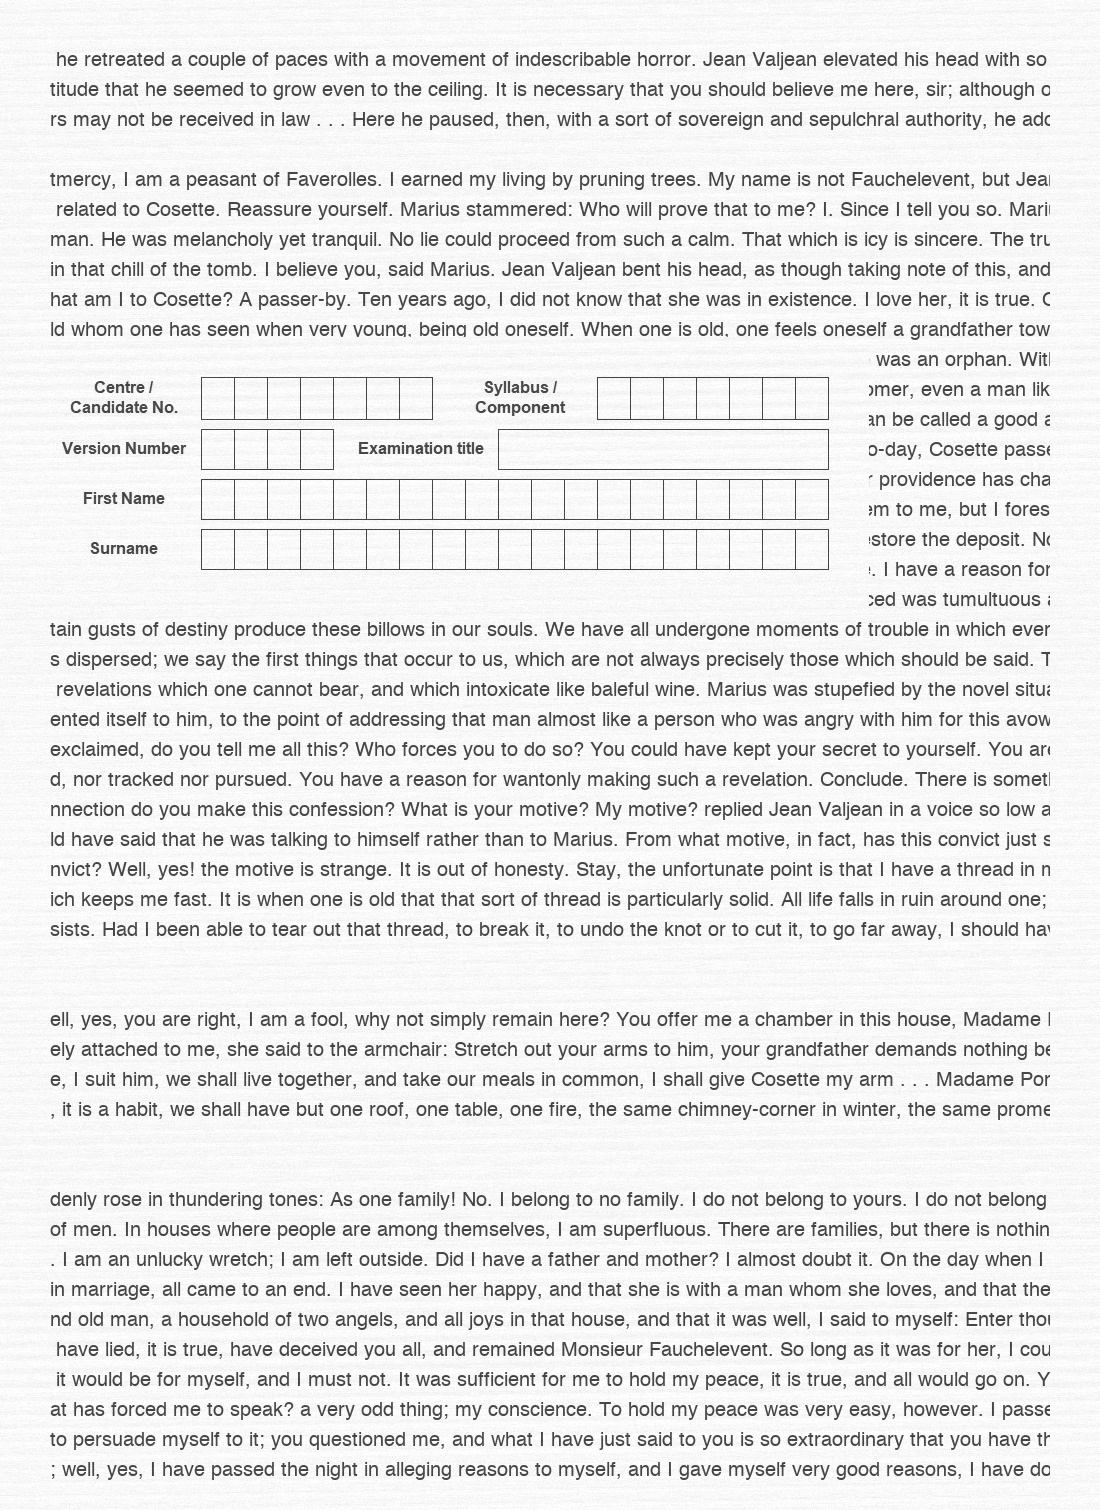 he retreated a couple of paces with a movement of indescribable horror. Jean Valjean elevated his head with so
titude that he seemed to grow even to the ceiling. It is necessary that you should believe me here, sir; although o
rs may not be received in law . . . Here he paused, then, with a sort of sovereign and sepulchral authority, he add
tmercy, I am a peasant of Faverolles. I earned my living by pruning trees. My name is not Fauchelevent, but Jean
related to Cosette. Reassure yourself. Marius stammered: Who will prove that to me? I. Since I tell you so. Mariu
man. He was melancholy yet tranquil. No lie could proceed from such a calm. That which is icy is sincere. The tru
in that chill of the tomb. I believe you, said Marius. Jean Valjean bent his head, as though taking note of this, and
hat am I to Cosette? A passer-by. Ten years ago, I did not know that she was in existence. I love her, it is true. O
ld whom one has seen when very young, being old oneself. When one is old, one feels oneself a grandfather tow
Centre /
Candidate No.
Syllabus /
Component
Version Number
Examination title
First Name
Surname
was an orphan. With
omer, even a man lik
an be called a good a
o-day, Cosette passe
r providence has cha
em to me, but I fores
estore the deposit. No
. I have a reason for
ced was tumultuous a
tain gusts of destiny produce these billows in our souls. We have all undergone moments of trouble in which ever
s dispersed; we say the first things that occur to us, which are not always precisely those which should be said. T
revelations which one cannot bear, and which intoxicate like baleful wine. Marius was stupefied by the novel situa
ented itself to him, to the point of addressing that man almost like a person who was angry with him for this avow
exclaimed, do you tell me all this? Who forces you to do so? You could have kept your secret to yourself. You are
d, nor tracked nor pursued. You have a reason for wantonly making such a revelation. Conclude. There is someth
nnection do you make this confession? What is your motive? My motive? replied Jean Valjean in a voice so low a
ld have said that he was talking to himself rather than to Marius. From what motive, in fact, has this convict just s
nvict? Well, yes! the motive is strange. It is out of honesty. Stay, the unfortunate point is that I have a thread in m
ich keeps me fast. It is when one is old that that sort of thread is particularly solid. All life falls in ruin around one;
sists. Had I been able to tear out that thread, to break it, to undo the knot or to cut it, to go far away, I should hav
ell, yes, you are right, I am a fool, why not simply remain here? You offer me a chamber in this house, Madame
ely attached to me, she said to the armchair: Stretch out your arms to him, your grandfather demands nothing be
e, I suit him, we shall live together, and take our meals in common, I shall give Cosette my arm . . . Madame Pon
, it is a habit, we shall have but one roof, one table, one fire, the same chimney-corner in winter, the same prome
denly rose in thundering tones: As one family! No. I belong to no family. I do not belong to yours. I do not belong
of men. In houses where people are among themselves, I am superfluous. There are families, but there is nothin
. I am an unlucky wretch; I am left outside. Did I have a father and mother? I almost doubt it. On the day when I
in marriage, all came to an end. I have seen her happy, and that she is with a man whom she loves, and that the
nd old man, a household of two angels, and all joys in that house, and that it was well, I said to myself: Enter thou
have lied, it is true, have deceived you all, and remained Monsieur Fauchelevent. So long as it was for her, I cou
it would be for myself, and I must not. It was sufficient for me to hold my peace, it is true, and all would go on. Y
at has forced me to speak? a very odd thing; my conscience. To hold my peace was very easy, however. I passe
to persuade myself to it; you questioned me, and what I have just said to you is so extraordinary that you have th
; well, yes, I have passed the night in alleging reasons to myself, and I gave myself very good reasons, I have do